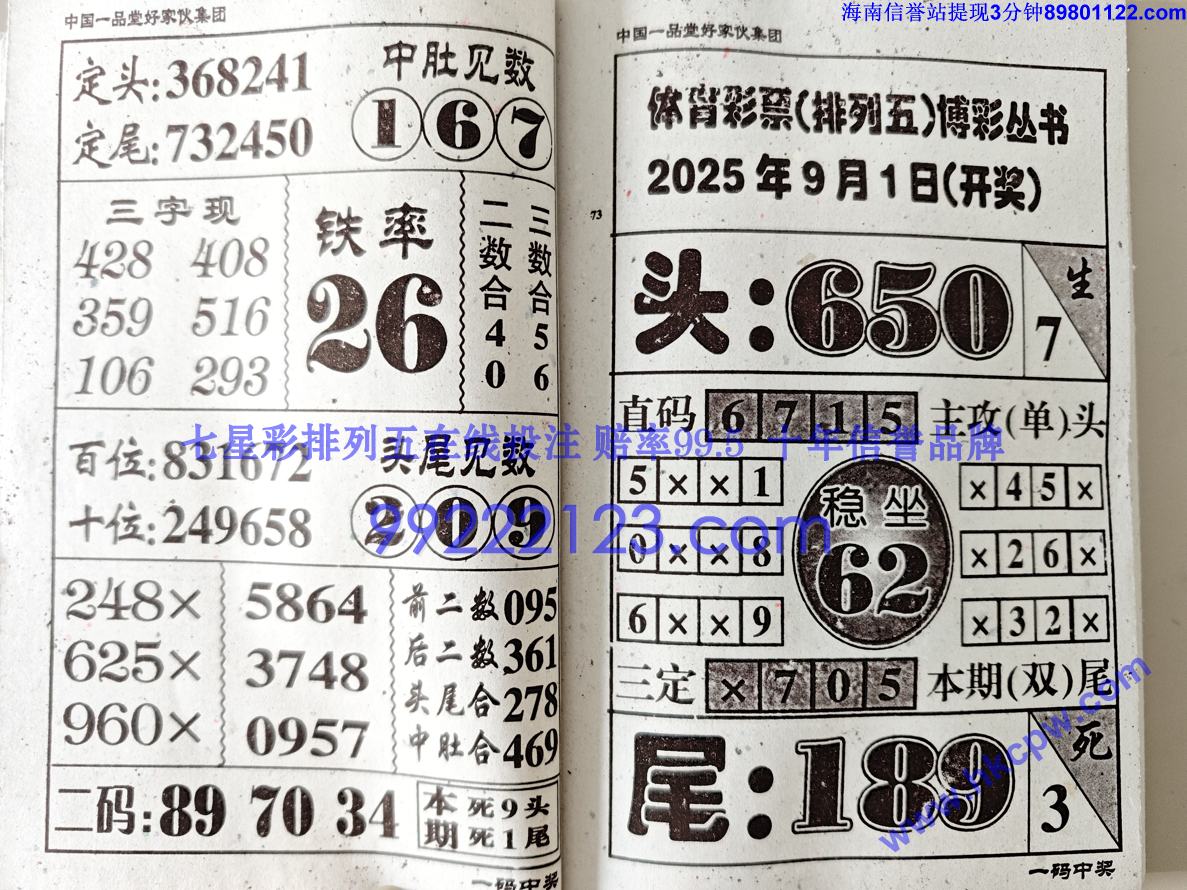 海南信誉站提现3分钟89801122.com
中国一品堂好家伙集团
定头:368241
定尾:732450
中肚见数
1 6 7
三字现
428 408
359 516
106 293
铁率
26
二数合40
三数合56
百位:831672
十位:249658
头尾见数
2 0 9
248×
625×
960×
5864
3748
0957
前二数095
后二数361
头尾合278
中肚合469
二码:89 70 34
本期
死9头
死1尾
一码中奖
中国一品堂好家伙集团
体育彩票(排列五)博彩丛书
2025年9月1日(开奖)
73
头:650
生
7
直码 6 7 1 5 主攻(单)头
5 × × 1
0 × × 8
6 × × 9
稳坐
62
× 4 5 ×
× 2 6 ×
× 3 2 ×
三定 × 7 0 5 本期(双)尾
尾:189
死
3
一码中奖
七星彩排列五在线投注 赔率99.5 十年信誉品牌
99222123.com
www.hkcpw.com